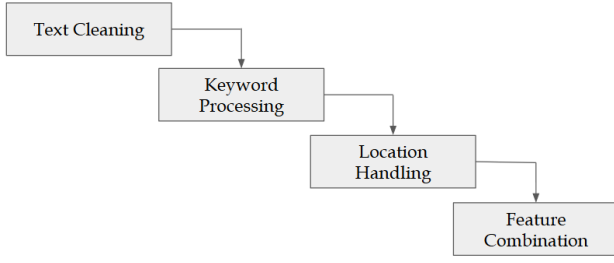 Text Cleaning
Keyword
Processing
Location
Handling
Feature
Combination